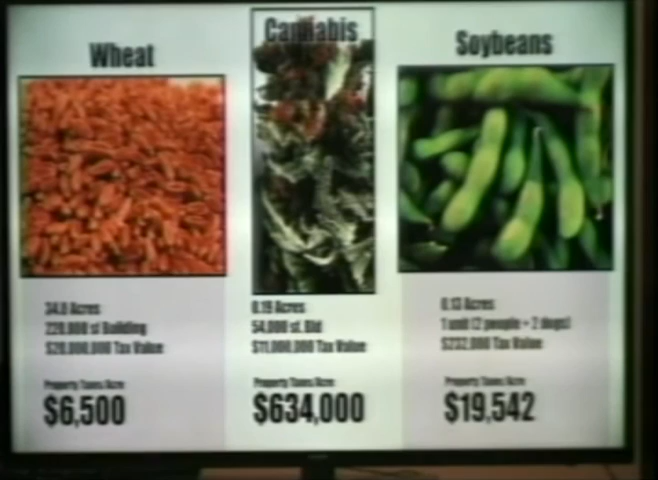 Wheat
34.0 Acres
220,000 sf Building
$20,000,000 Tax Value
Property Taxes/Acre
$6,500
Cannabis
0.19 Acres
54,000 sf. Bld
$11,000,000 Tax Value
Property Taxes/Acre
$634,000
Soybeans
0.13 Acres
1 unit (2 people + 2 dogs)
$232,000 Tax Value
Property Taxes/Acre
$19,542